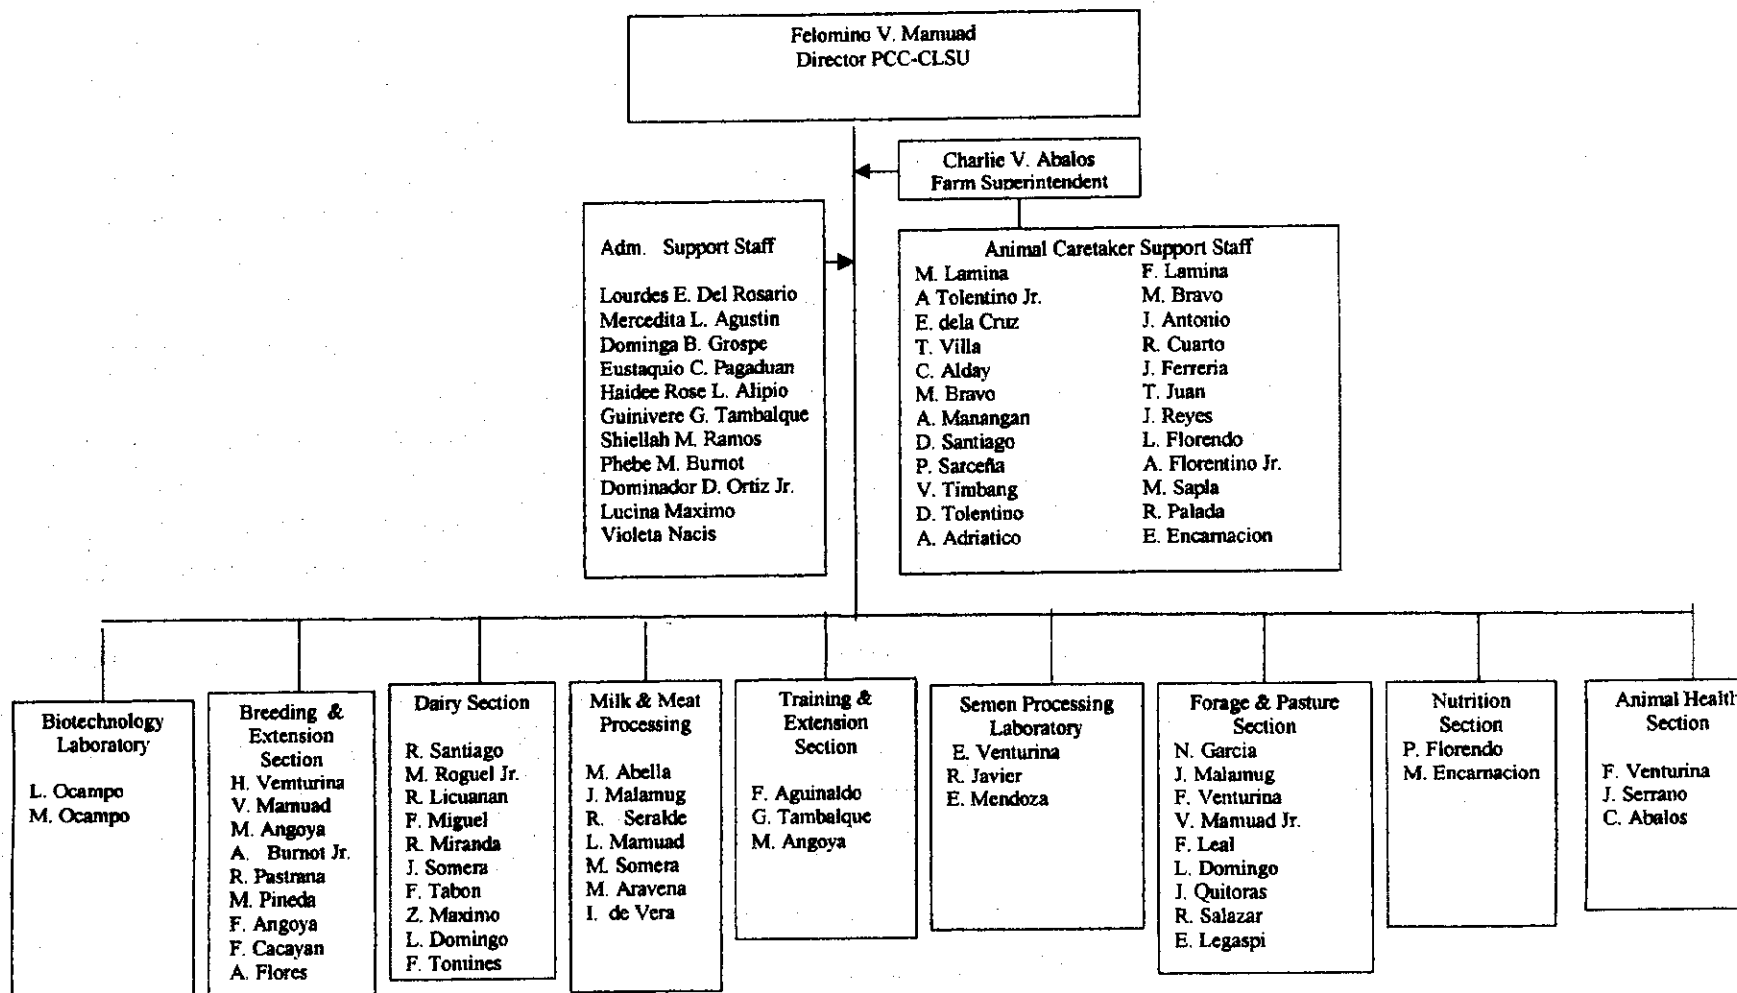 Felomino V. Mamuad
Director PCC-CLSU
Charlie V. Abalos
Farm Superintendent
Adm. Support Staff
Lourdes E. Del Rosario
Mercedita L. Agustin
Dominga B. Grospe
Eustaquio C. Pagaduan
Haidee Rose L. Alipio
Guinivere G. Tambalque
Shiellah M. Ramos
Phebe M. Burnot
Dominador D. Ortiz Jr.
Lucina Maximo
Violeta Nacis
Animal Caretaker Support Staff
M. Lamina
A Tolentino Jr.
E. dela Cruz
T. Villa
C. Alday
M. Bravo
A. Manangan
D. Santiago
P. Sarceña
V. Timbang
D. Tolentino
A. Adriatico
F. Lamina
M. Bravo
J. Antonio
R. Cuarto
J. Ferreria
T. Juan
J. Reyes
L. Florendo
A. Florentino Jr.
M. Sapla
R. Palada
E. Encarnacion
Biotechnology
Laboratory
L. Ocampo
M. Ocampo
Breeding &
Extension
Section
H. Vemturina
V. Mamuad
M. Angoya
A. Burnot Jr.
R. Pastrana
M. Pineda
F. Angoya
F. Cacayan
A. Flores
Dairy Section
R. Santiago
M. Roguel Jr.
R. Licuanan
F. Miguel
R. Miranda
J. Somera
F. Tabon
Z. Maximo
L. Domingo
F. Tomines
Milk & Meat
Processing
M. Abella
J. Malamug
R. Seralde
L. Mamuad
M. Somera
M. Aravena
I. de Vera
Training &
Extension
Section
F. Aguinaldo
G. Tambalque
M. Angoya
Semen Processing
Laboratory
E. Venturina
R. Javier
E. Mendoza
Forage & Pasture
Section
N. Garcia
J. Malamug
F. Venturina
V. Mamuad Jr.
F. Leal
L. Domingo
J. Quitoras
R. Salazar
E. Legaspi
Nutrition
Section
P. Florendo
M. Encarnacion
Animal Health
Section
F. Venturina
J. Serrano
C. Abalos